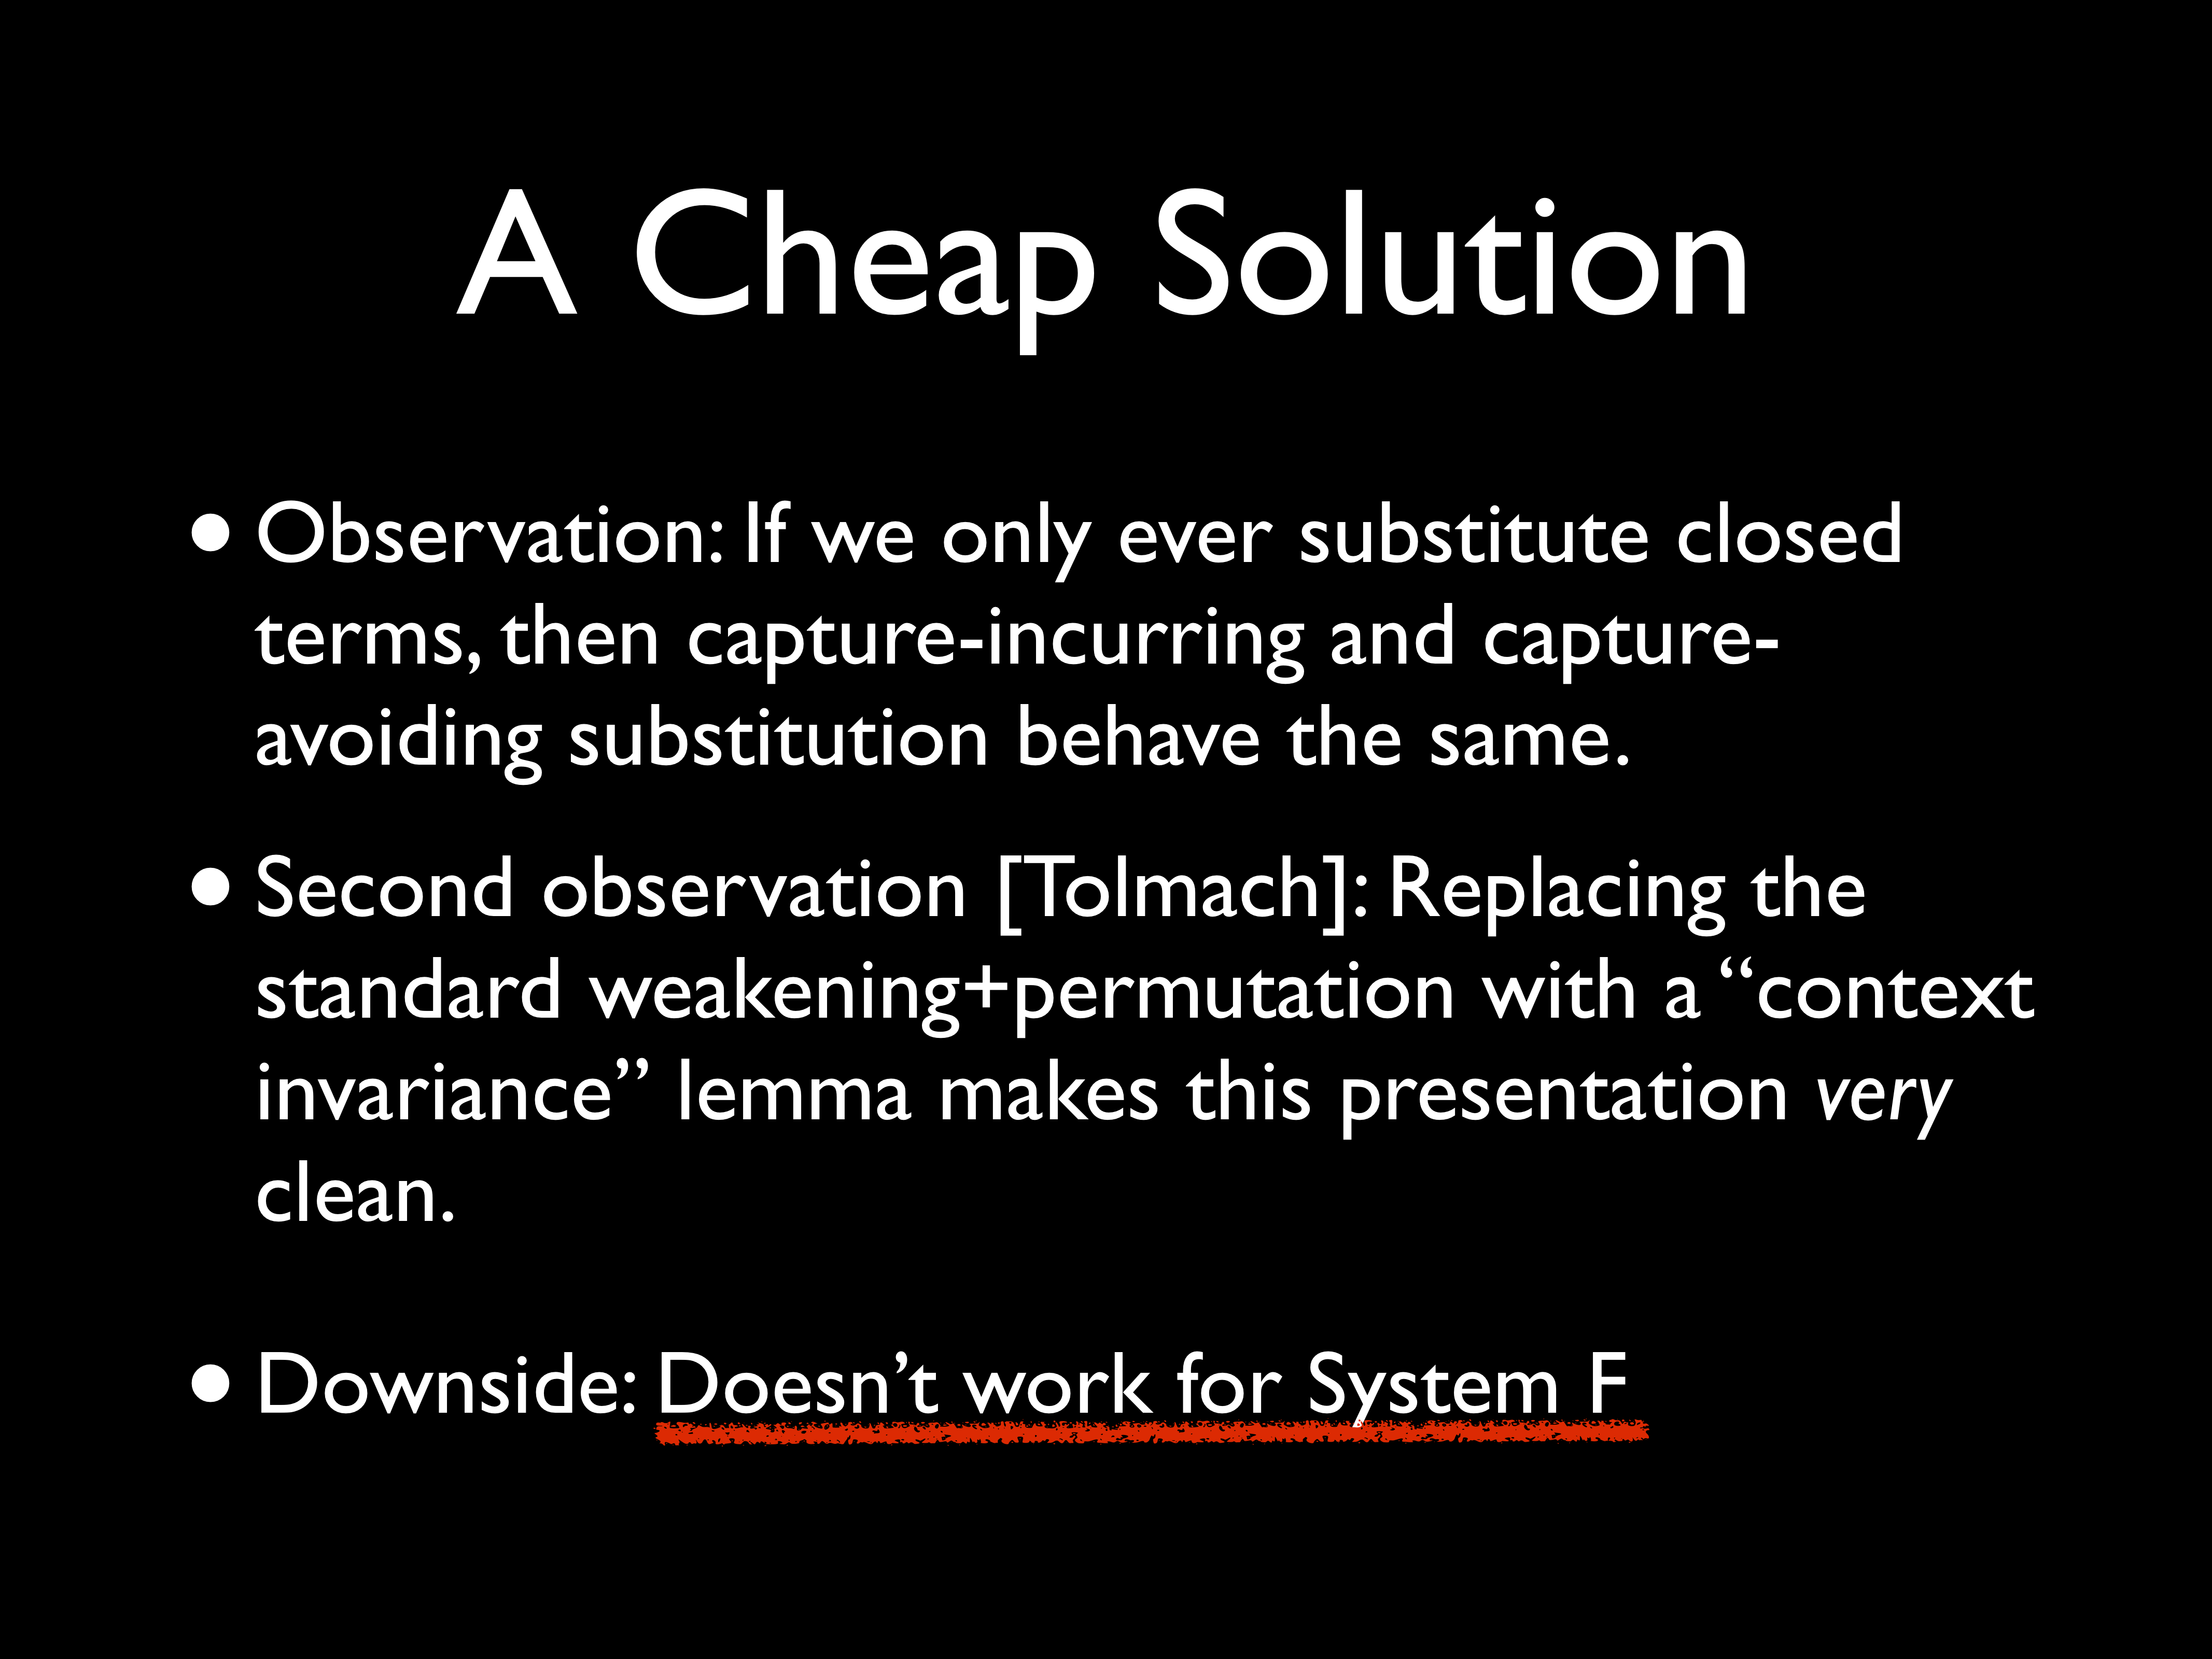 A Cheap Solution
• Observation: If we only ever substitute closed
terms, then capture-incurring and capture-
avoiding substitution behave the same.
• Second observation [Tolmach]: Replacing the
standard weakening+permutation with a “context
invariance” lemma makes this presentation very
clean.
• Downside: Doesn’t work for System F